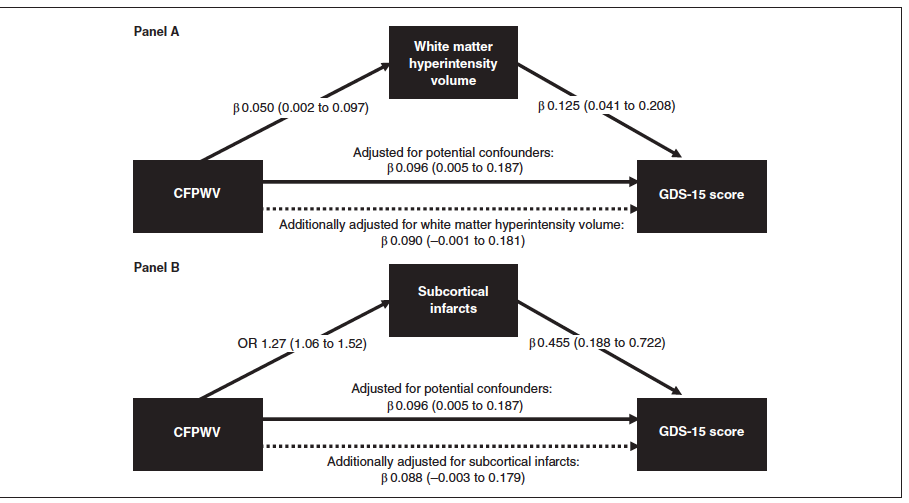 Panel A
White matter
hyperintensity
volume
β 0.050 (0.002 to 0.097)
β 0.125 (0.041 to 0.208)
Adjusted for potential confounders:
β 0.096 (0.005 to 0.187)
CFPWV
GDS-15 score
Additionally adjusted for white matter hyperintensity volume:
β 0.090 (–0.001 to 0.181)
Panel B
Subcortical
infarcts
OR 1.27 (1.06 to 1.52)
β 0.455 (0.188 to 0.722)
Adjusted for potential confounders:
β 0.096 (0.005 to 0.187)
CFPWV
GDS-15 score
Additionally adjusted for subcortical infarcts:
β 0.088 (–0.003 to 0.179)